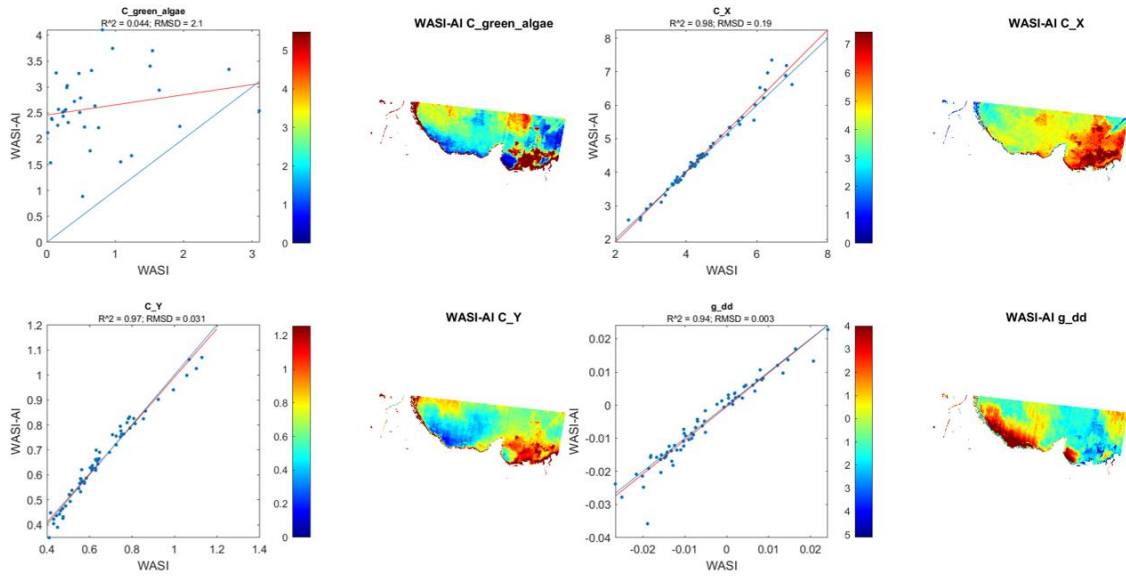 C_green_algae
R^2 = 0.044; RMSD = 2.1
WASI-AI
4
3.5
3
2.5
2
1.5
1
0.5
0
0 1 2 3
WASI
5
4
3
2
1
0
WASI-AI C_green_algae
C_X
R^2 = 0.98; RMSD = 0.19
WASI-AI
8
7
6
5
4
3
2
2 3 4 5 6 7 8
WASI
7
6
5
4
3
2
1
0
WASI-AI C_X
C_Y
R^2 = 0.97; RMSD = 0.031
WASI-AI
1.2
1.1
1
0.9
0.8
0.7
0.6
0.5
0.4
0.4 0.6 0.8 1 1.2 1.4
WASI
1.2
1
0.8
0.6
0.4
0.2
0
WASI-AI C_Y
g_dd
R^2 = 0.94; RMSD = 0.003
WASI-AI
0.02
0.01
0
-0.01
-0.02
-0.03
-0.04
-0.02 -0.01 0 0.01 0.02
WASI
4
3
2
1
0
1
2
3
4
5
WASI-AI g_dd